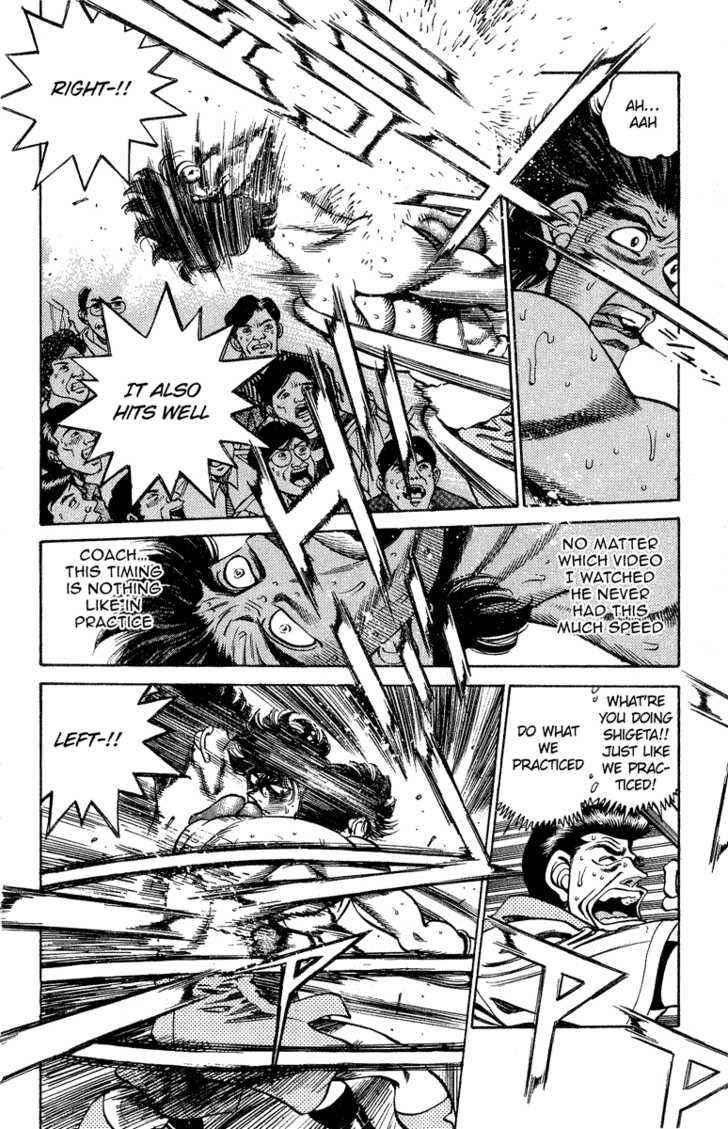 AH...
AAH
RIGHT-!!
IT ALSO
HITS WELL
NO MATTER
WHICH VIDEO
I WATCHED
HE NEVER
HAD THIS
MUCH SPEED
COACH...
THIS TIMING
IS NOTHING
LIKE IN
PRACTICE
WHAT'RE
YOU DOING
SHIGETA!!
JUST LIKE
WE PRAC-
TICED!
DO WHAT
WE
PRACTICED
LEFT-!!